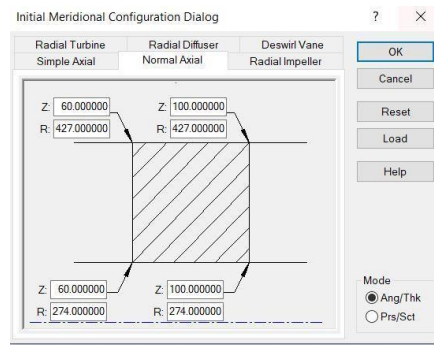 Initial Meridional Configuration Dialog ? ×
Radial Turbine Radial Diffuser Deswirl Vane
Simple Axial Normal Axial Radial Impeller
Z: 60.000000 Z: 100.000000
R: 427.000000 R: 427.000000
Z: 60.000000 Z: 100.000000
R: 274.000000 R: 274.000000
OK
Cancel
Reset
Load
Help
Mode
Ang/Thk
Prs/Sct